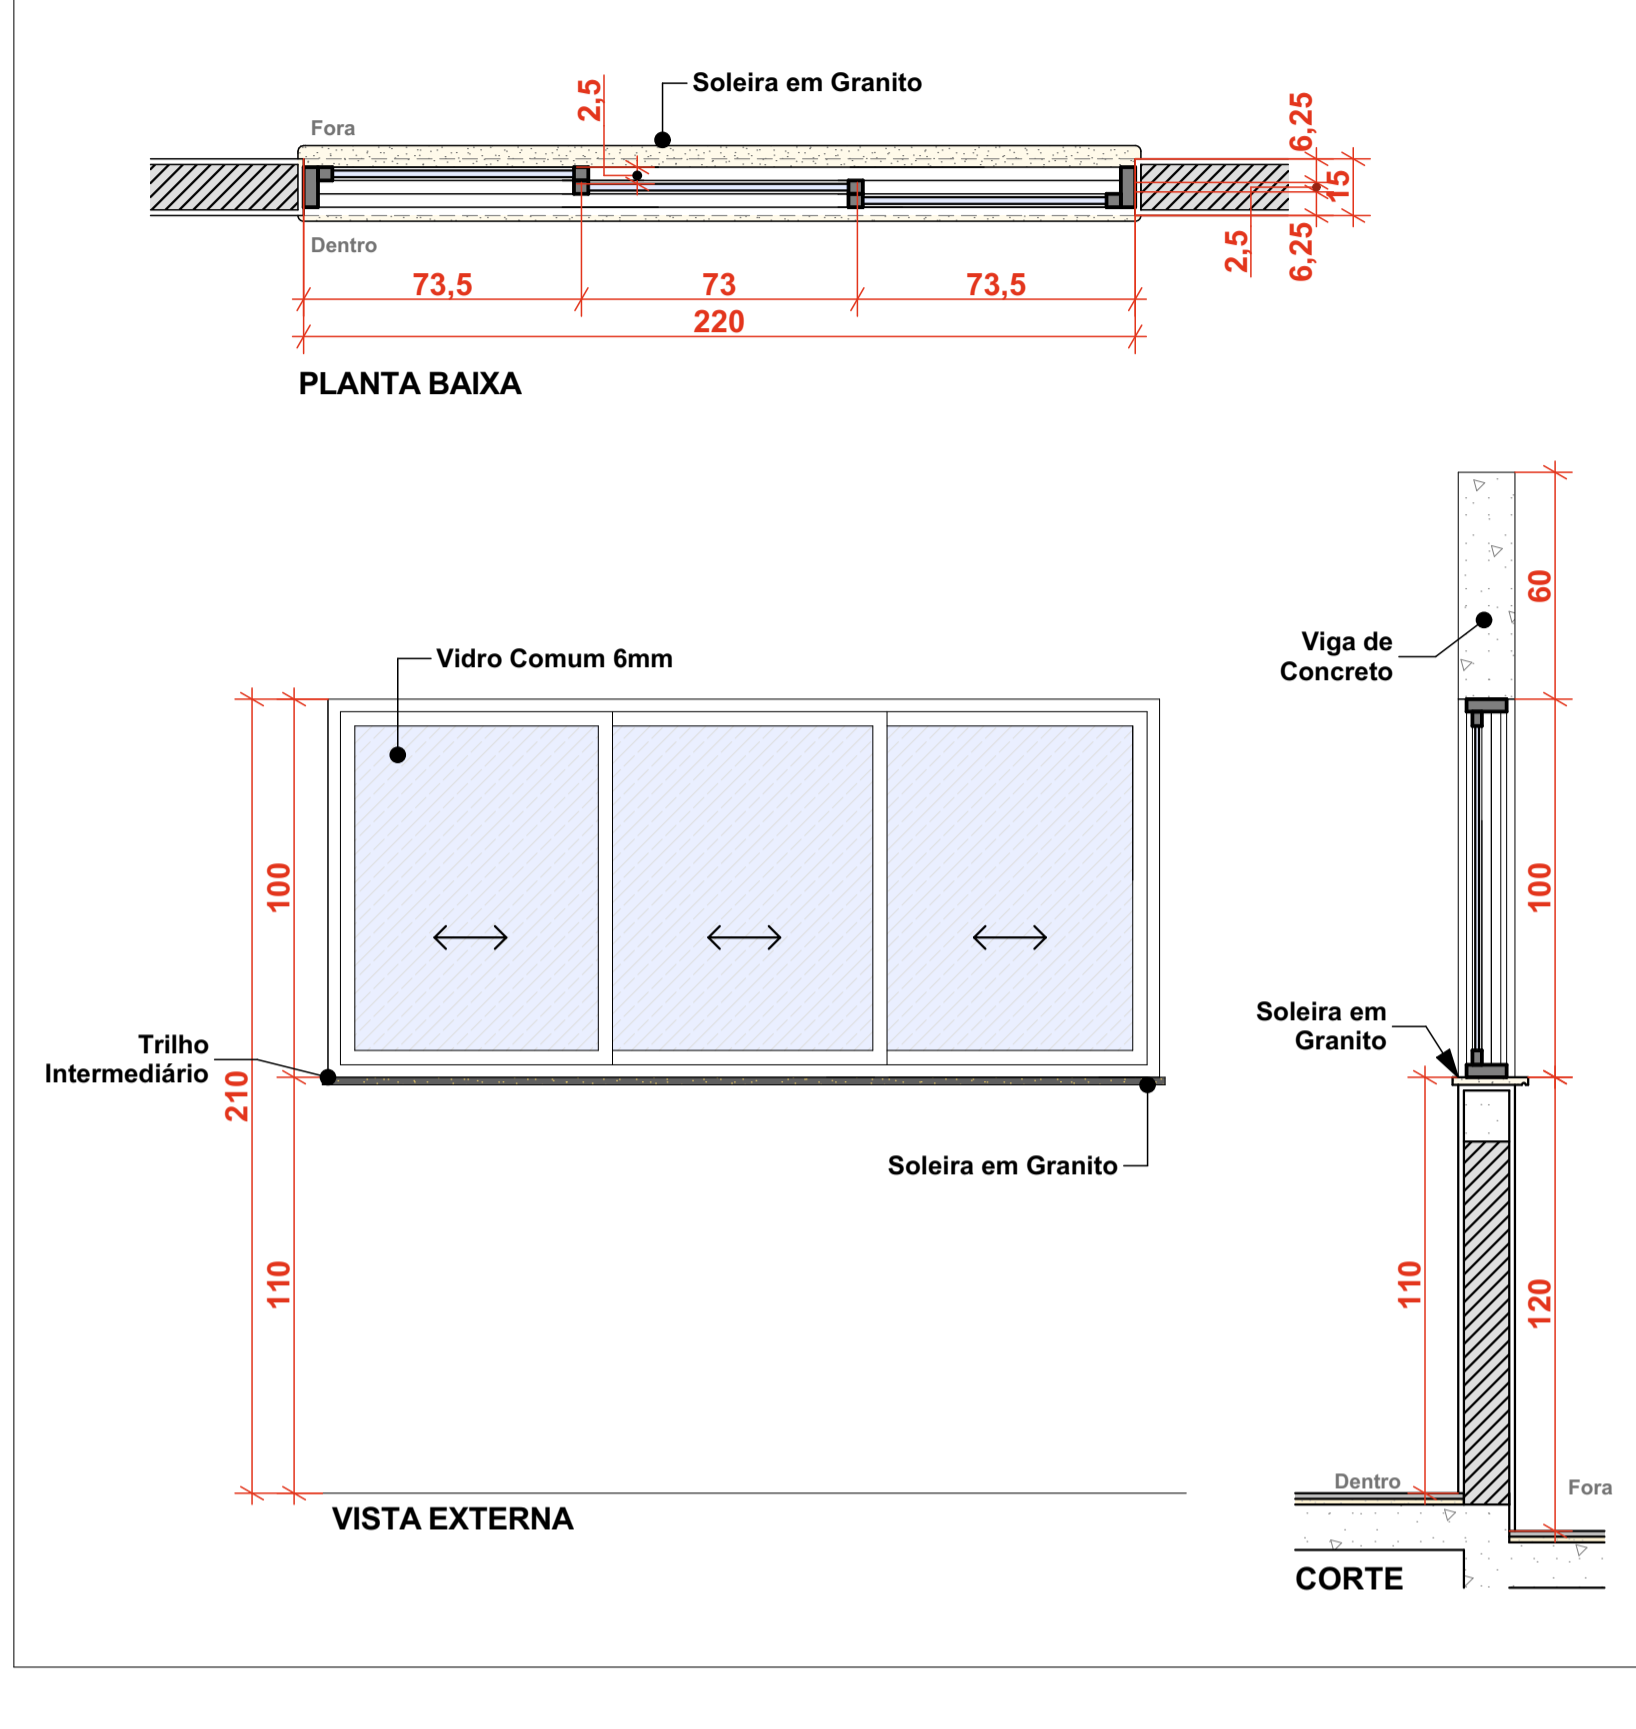 2,5
Soleira em Granito
6,25
Fora
15
Dentro
2,5
6,25
73,5
73
73,5
220
PLANTA BAIXA
60
Viga de
Concreto
Vidro Comum 6mm
100
100
Soleira em
Granito
Trilho
Intermediário
210
Soleira em Granito
110
110
120
Dentro
Fora
VISTA EXTERNA
CORTE